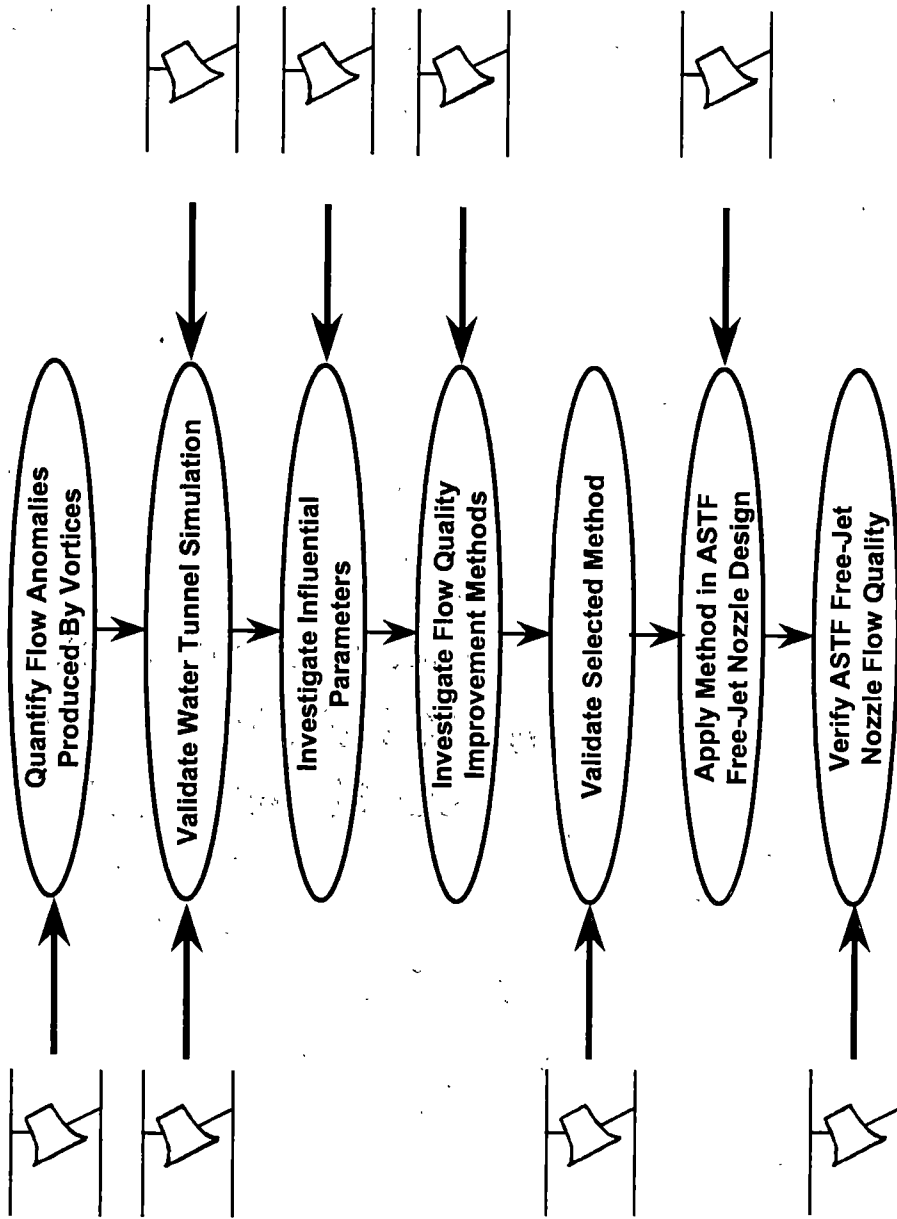 Quantify Flow Anomalies
Produced By Vortices
Validate Water Tunnel Simulation
Investigate Influential
Parameters
Investigate Flow Quality
Improvement Methods
Validate Selected Method
Apply Method in ASTF
Free-Jet Nozzle Design
Verify ASTF Free-Jet
Nozzle Flow Quality